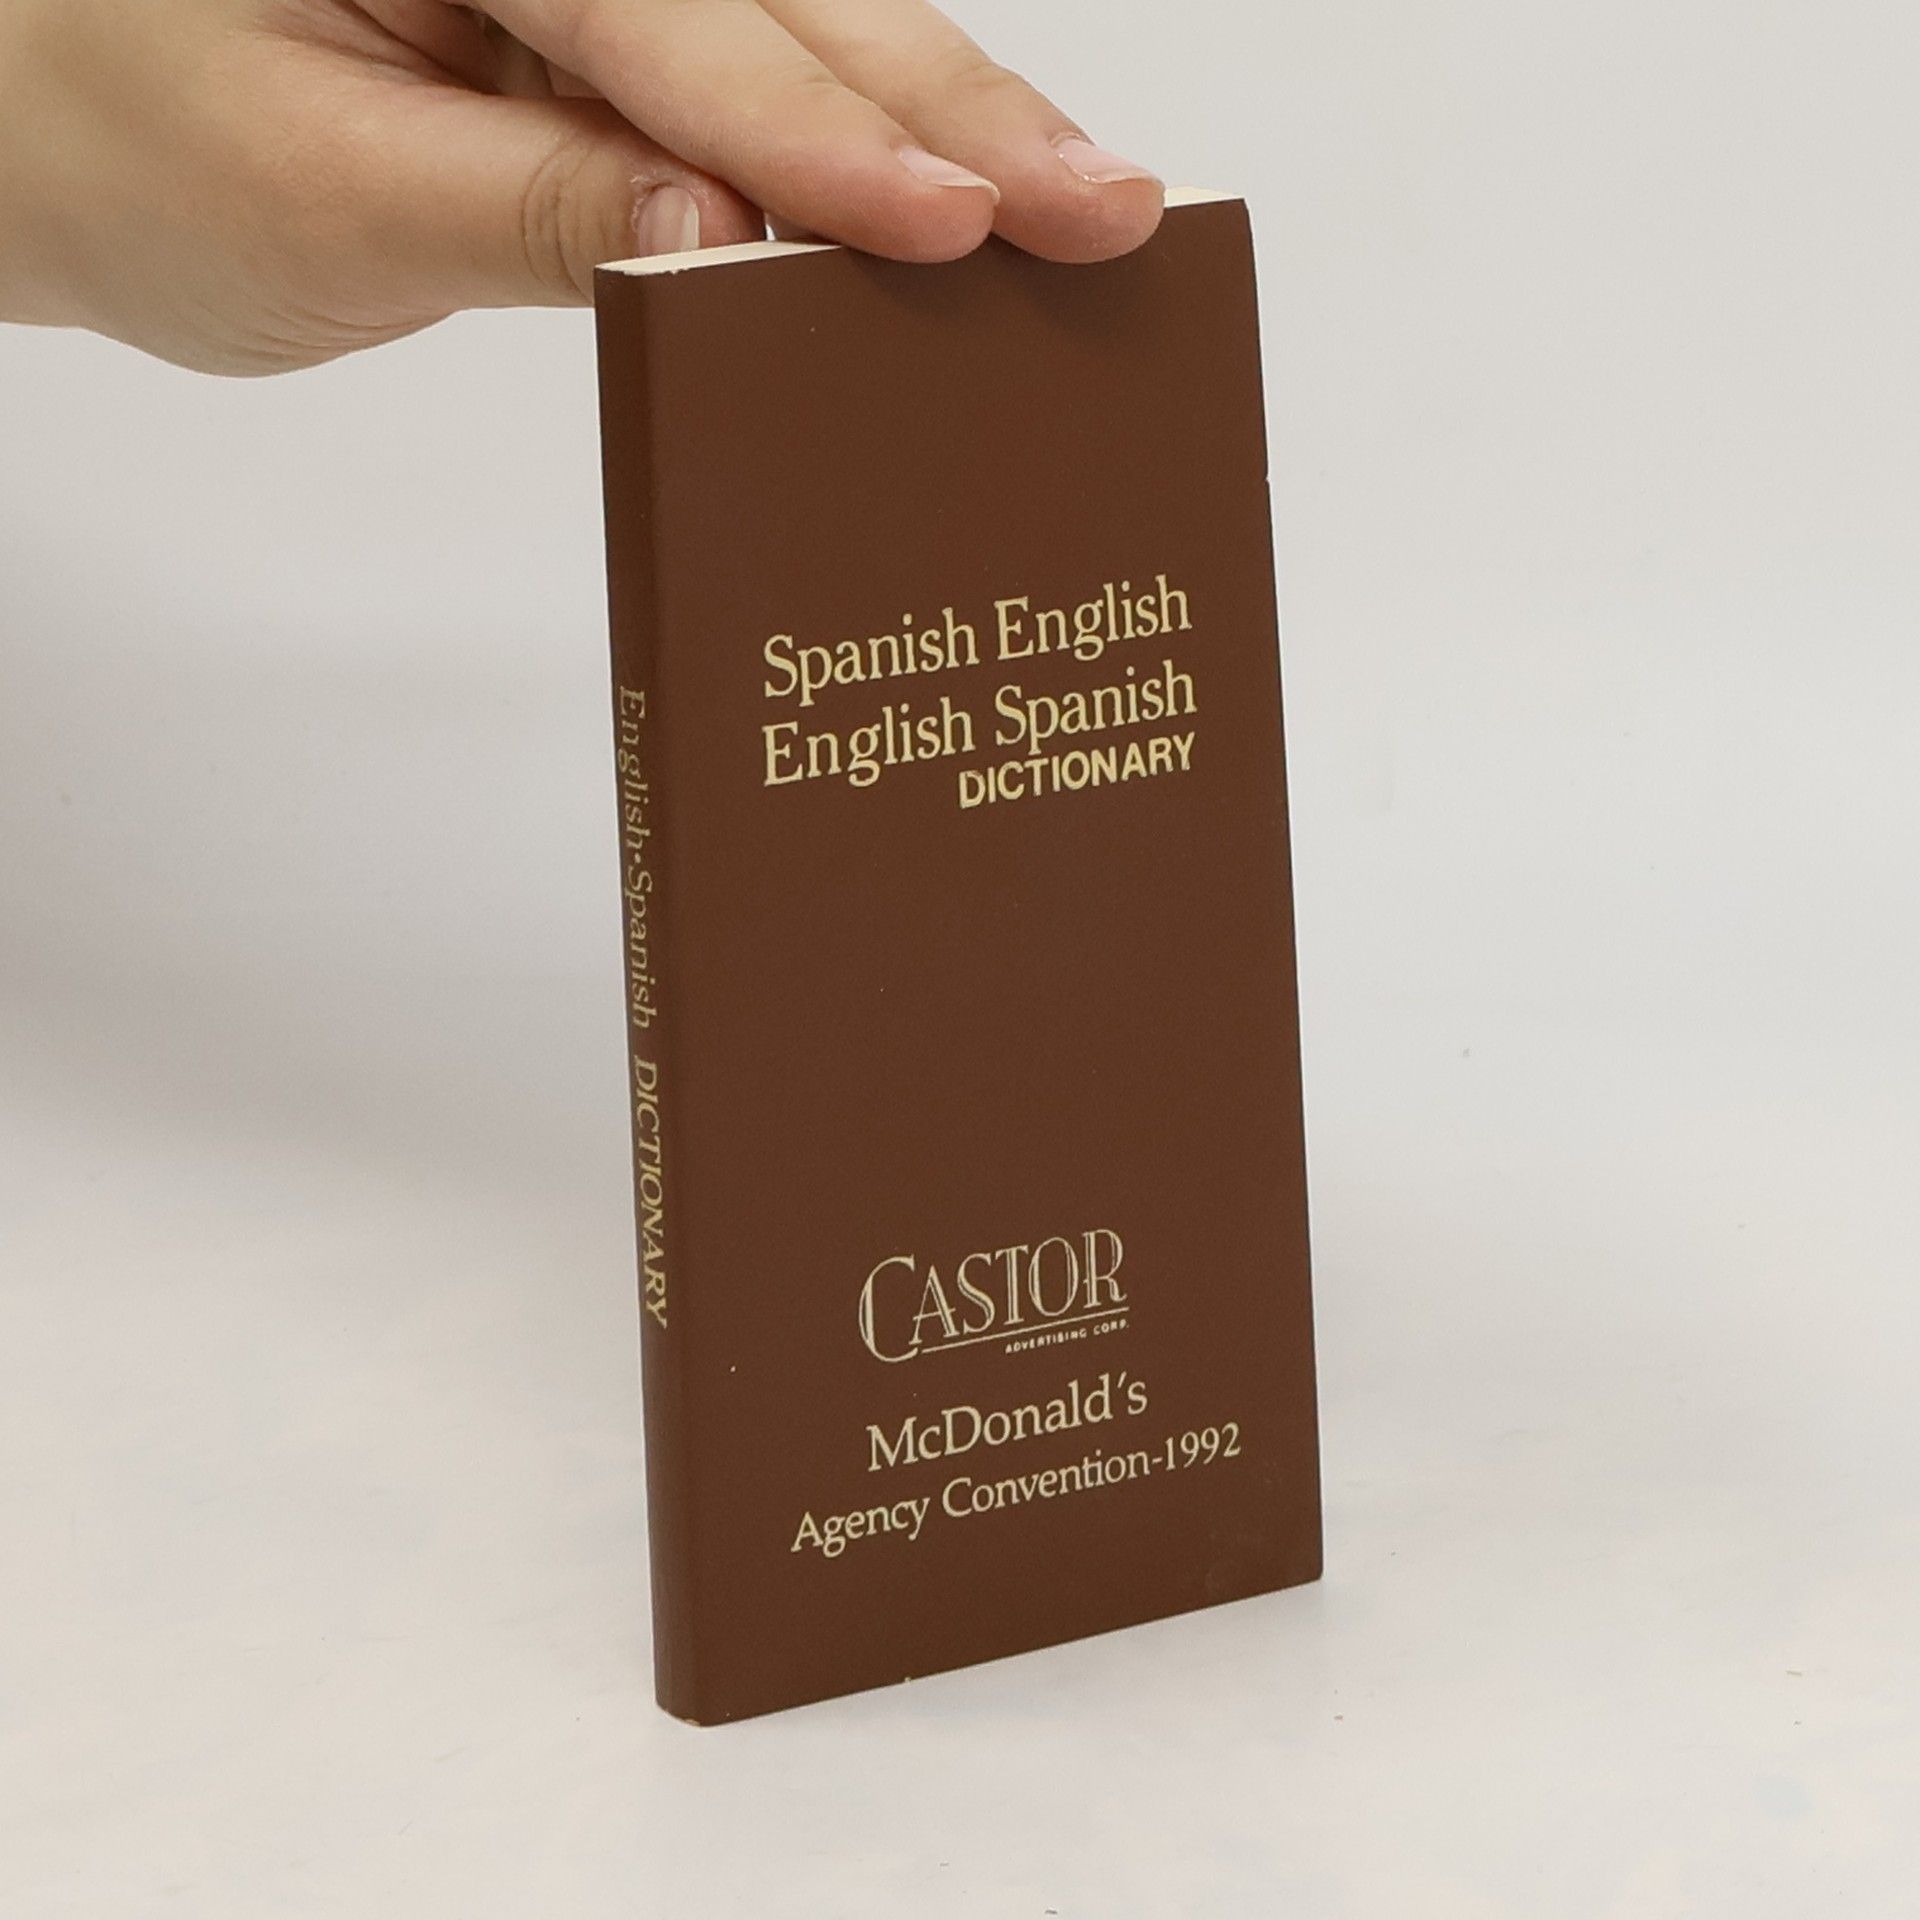 Spanish English
English Spanish
DICTIONARY
CASTOR
ADVERTISING CORP.
McDonald's
Agency Convention-1992
English·Spanish DICTIONARY